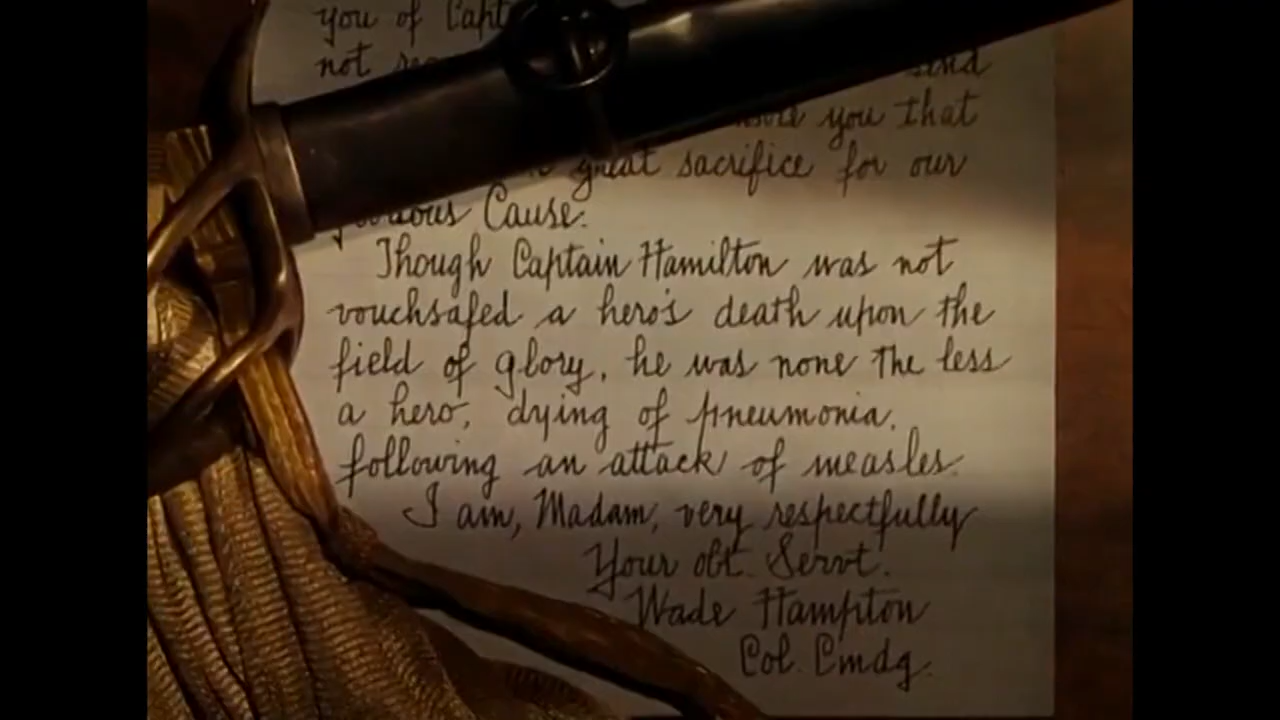 you of Capt
not send
you that
great sacrifice for our
Cause.
Though Captain Hamilton was not
vouchsafed a hero's death upon the
field of glory, he was none the less
a hero, dying of pneumonia,
following an attack of measles.
I am, Madam, very respectfully
Your obt. Servt.
Wade Hampton
Col. Cmdg.